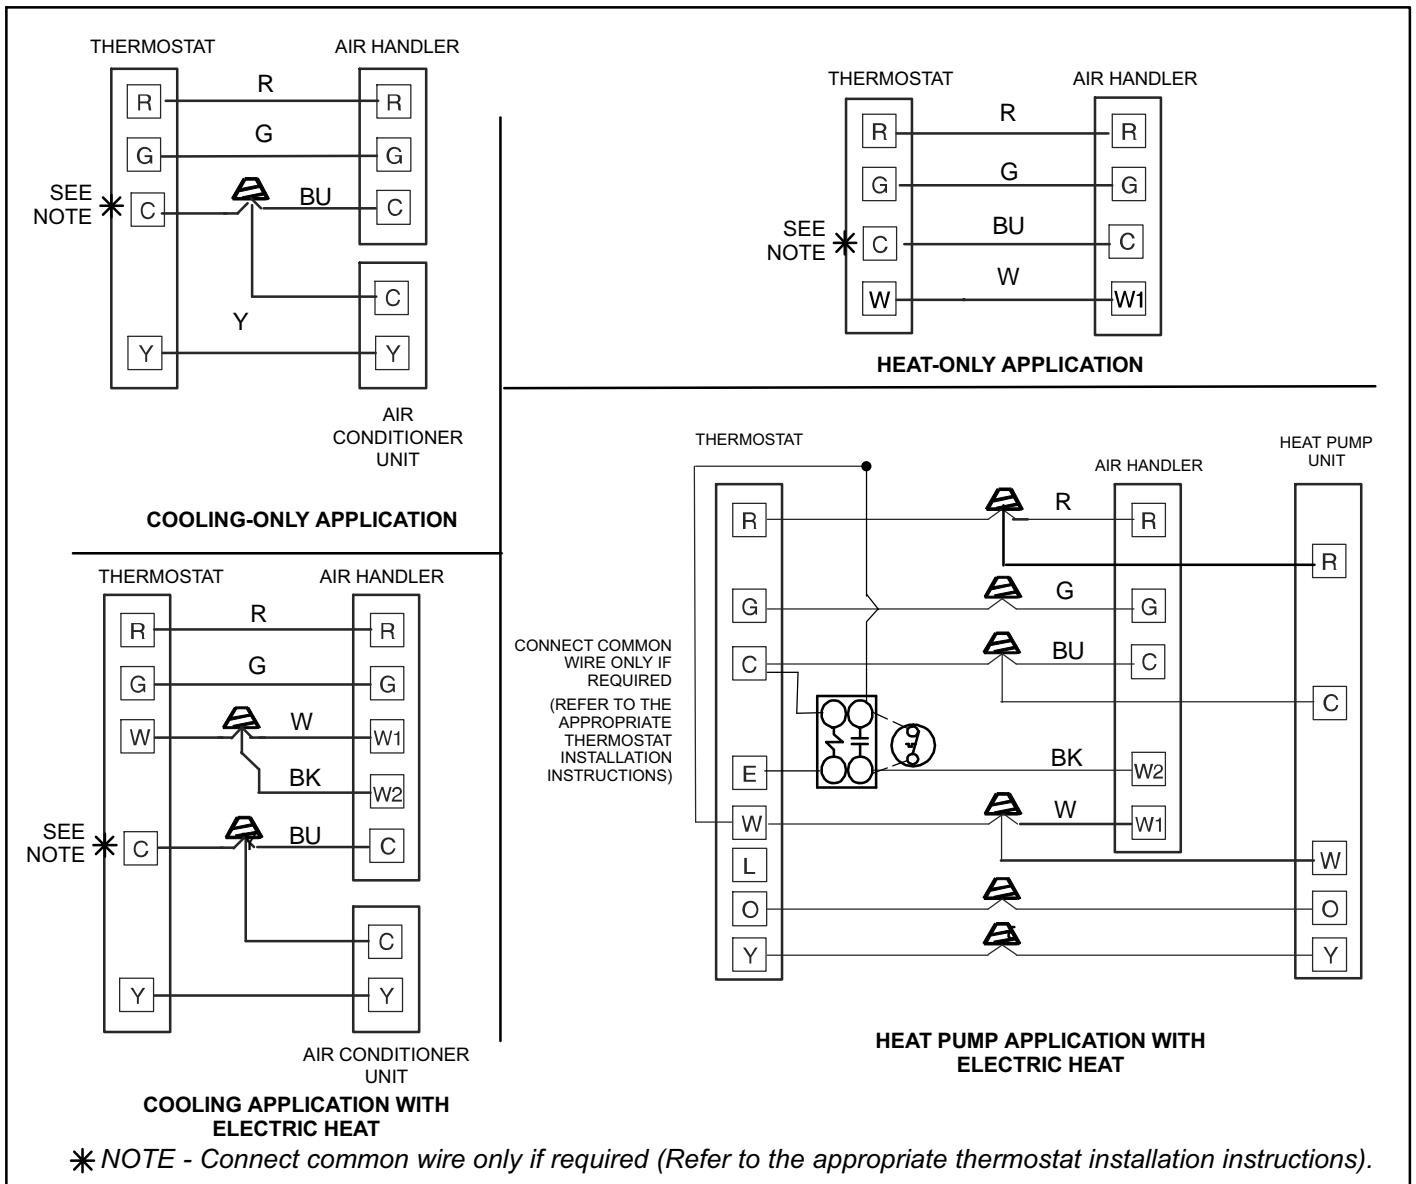 THERMOSTAT AIR HANDLER
R R R
G G G
SEE
NOTE
C BU C
C
Y
Y Y
AIR
CONDITIONER
UNIT
COOLING-ONLY APPLICATION
THERMOSTAT AIR HANDLER
R R R
G G G
SEE
NOTE
C BU C
W W W1
HEAT-ONLY APPLICATION
THERMOSTAT AIR HANDLER
R R R
G G G
W W W1
BK W2
SEE
NOTE
C BU C
C
Y Y
AIR CONDITIONER
UNIT
COOLING APPLICATION WITH
ELECTRIC HEAT
THERMOSTAT
AIR HANDLER
HEAT PUMP
UNIT
R R R
R
G G G
CONNECT COMMON
WIRE ONLY IF
REQUIRED
(REFER TO THE
APPROPRIATE
THERMOSTAT
INSTALLATION
INSTRUCTIONS)
C BU C
C
E BK W2
W W W1
W
L
O O
Y Y
HEAT PUMP APPLICATION WITH
ELECTRIC HEAT
NOTE - Connect common wire only if required (Refer to the appropriate thermostat installation instructions).